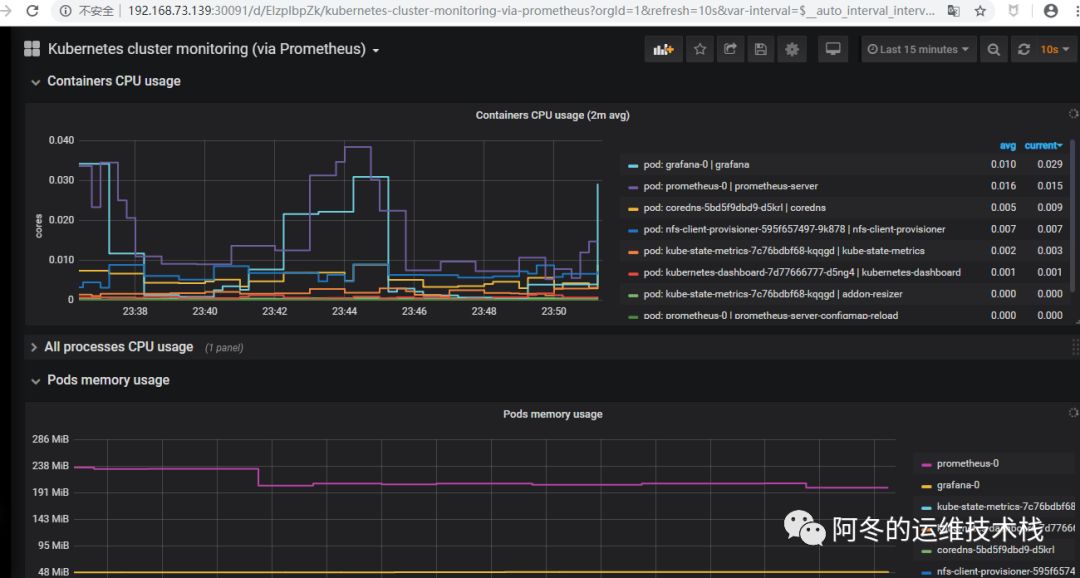 不安全 192.168.73.139:30091/d/ElzplbpZk/kubernetes-cluster-monitoring-via-prometheus?orgId=1&refresh=10s&var-interval=$__auto_interval_interv...
Kubernetes cluster monitoring (via Prometheus)
Last 15 minutes
10s
Containers CPU usage
Containers CPU usage (2m avg)
cores
0.040
0.030
0.020
0.010
0
23:38 23:40 23:42 23:44 23:46 23:48 23:50
avg current
pod: grafana-0 | grafana 0.010 0.029
pod: prometheus-0 | prometheus-server 0.016 0.015
pod: coredns-5bd5f9dbd9-d5krl | coredns 0.005 0.009
pod: nfs-client-provisioner-595f657497-9k878 | nfs-client-provisioner 0.007 0.007
pod: kube-state-metrics-7c76bdbf68-kqqgd | kube-state-metrics 0.002 0.003
pod: kubernetes-dashboard-7d77666777-d5ng4 | kubernetes-dashboard 0.001 0.001
pod: kube-state-metrics-7c76bdbf68-kqqgd | addon-resizer 0.000 0.000
pod: prometheus-0 | prometheus-server-configmap-reload 0.000 0.000
All processes CPU usage (1 panel)
Pods memory usage
Pods memory usage
286 MiB
238 MiB
191 MiB
143 MiB
95 MiB
48 MiB
prometheus-0
grafana-0
kube-state-metrics-7c76bdbf68
coredns-5bd5f9dbd9-d5krl
nfs-client-provisioner-595f6574
阿冬的运维技术栈